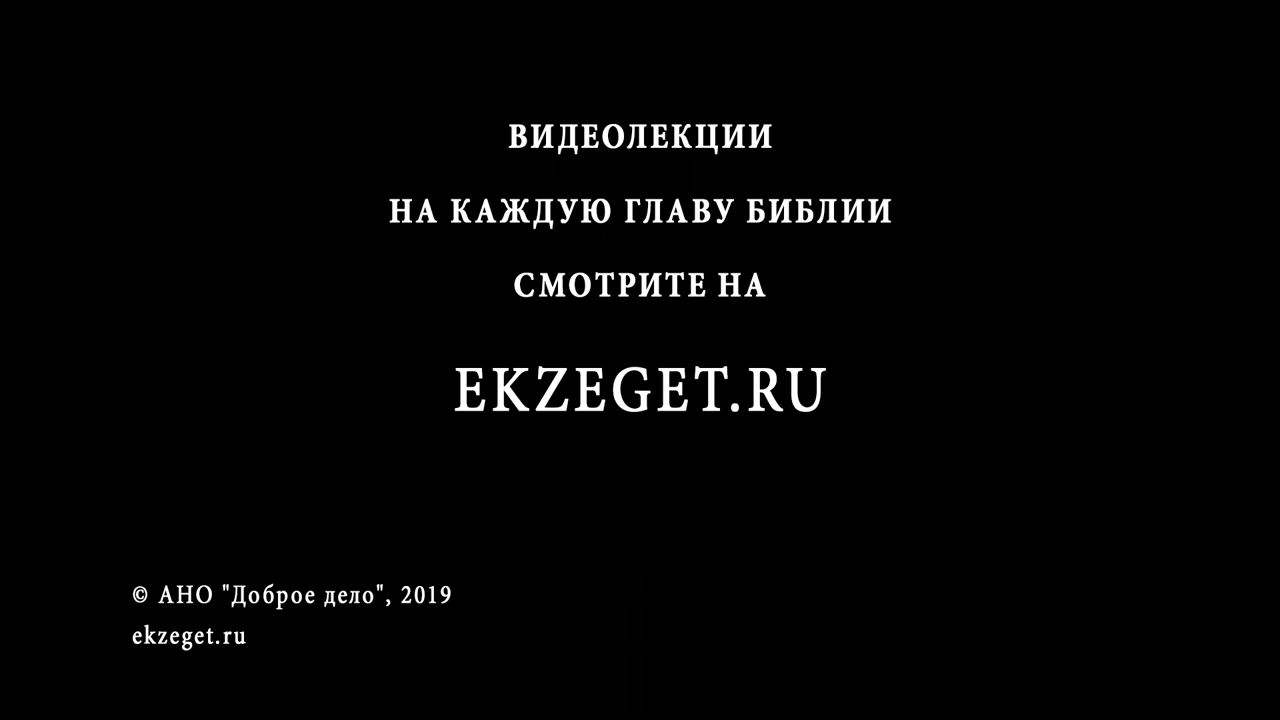 ВИДЕОЛЕКЦИИ
НА КАЖДУЮ ГЛАВУ БИБЛИИ
СМОТРИТЕ НА
EKZEGET.RU
© АНО "Доброе дело", 2019
ekzeget.ru